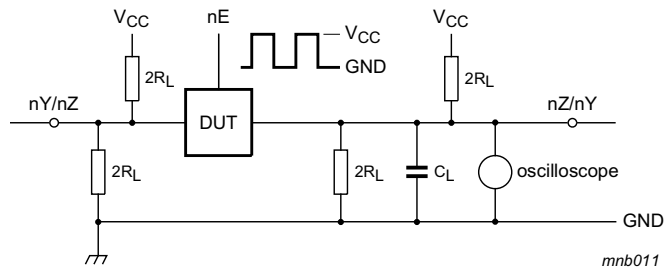 VCC
nE
VCC
GND
VCC
2RL
2RL
nY/nZ
DUT
nZ/nY
2RL
2RL
CL
oscilloscope
GND
mnb011